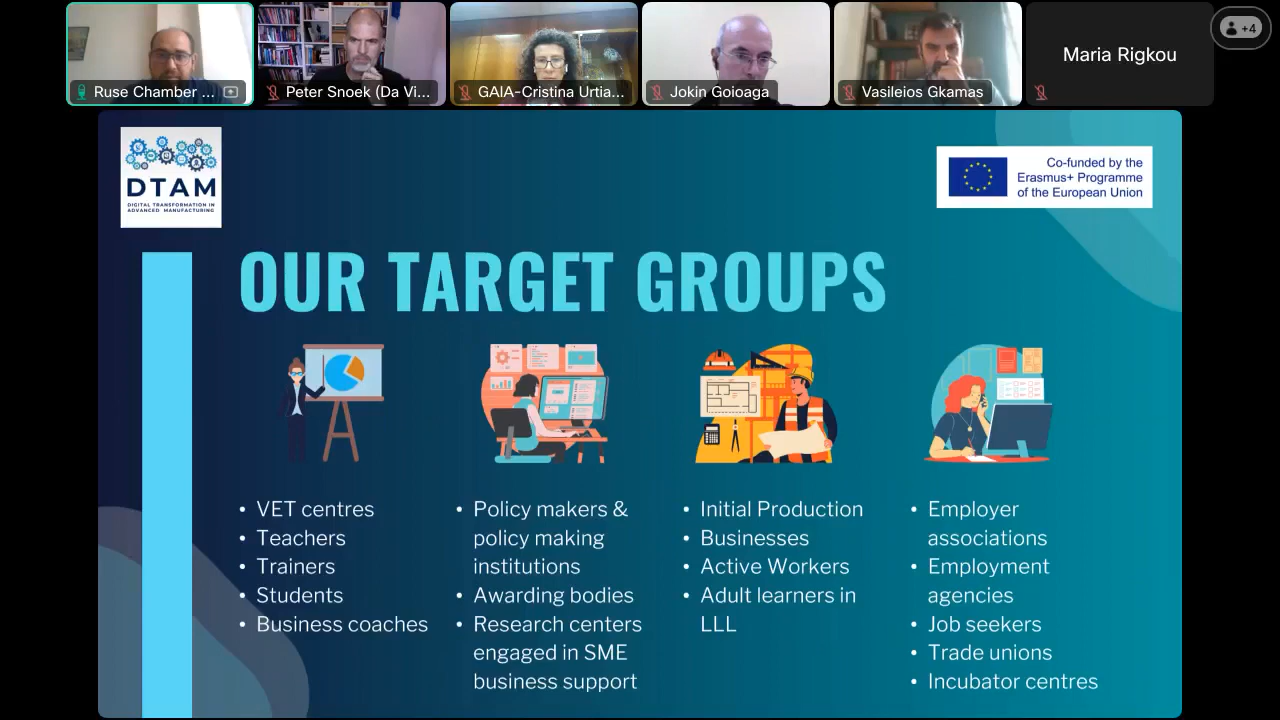 Ruse Chamber ...
Peter Snoek (Da Vi...
GAIA-Cristina Urtia...
Jokin Goioaga
Vasileios Gkamas
Maria Rigkou
+4
DTAM
DIGITAL TRANSFORMATION IN
ADVANCED MANUFACTURING
Co-funded by the
Erasmus+ Programme
of the European Union
OUR TARGET GROUPS
• VET centres
• Teachers
• Trainers
• Students
• Business coaches
• Policy makers &
policy making
institutions
• Awarding bodies
• Research centers
engaged in SME
business support
• Initial Production
• Businesses
• Active Workers
• Adult learners in
LLL
• Employer
associations
• Employment
agencies
• Job seekers
• Trade unions
• Incubator centres